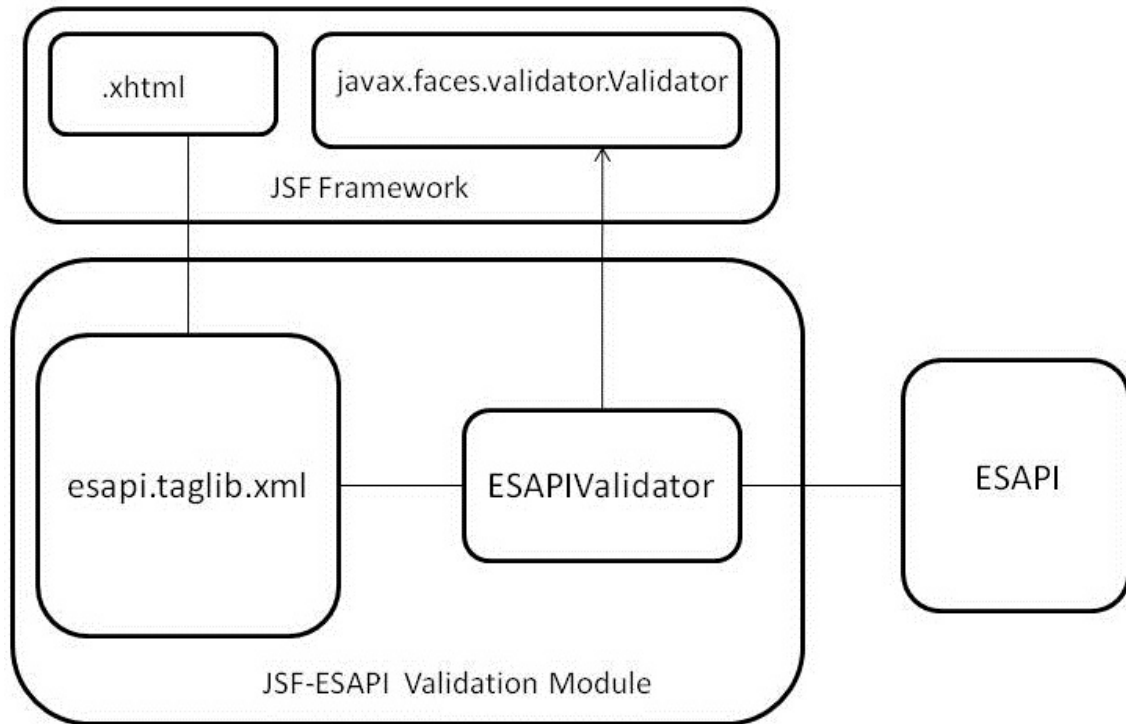 .xhtml
javax.faces.validator.Validator
JSF Framework
esapi.taglib.xml
ESAPIValidator
ESAPI
JSF-ESAPI Validation Module